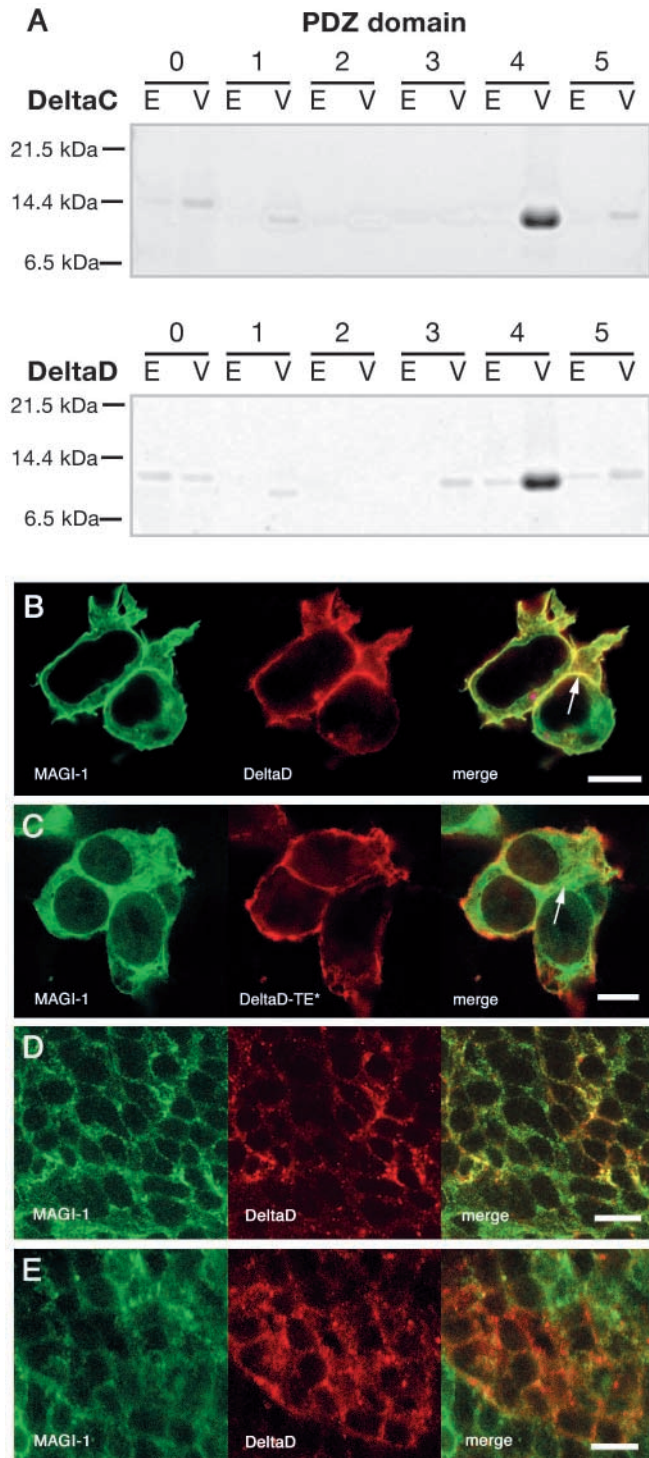 A
PDZ domain
0 1 2 3 4 5
DeltaC E V E V E V E V E V E V
21.5 kDa
14.4 kDa
6.5 kDa
0 1 2 3 4 5
DeltaD E V E V E V E V E V E V
21.5 kDa
14.4 kDa
6.5 kDa
B
MAGI-1 DeltaD merge
C
MAGI-1 DeltaD-TE* merge
D
MAGI-1 DeltaD merge
E
MAGI-1 DeltaD merge